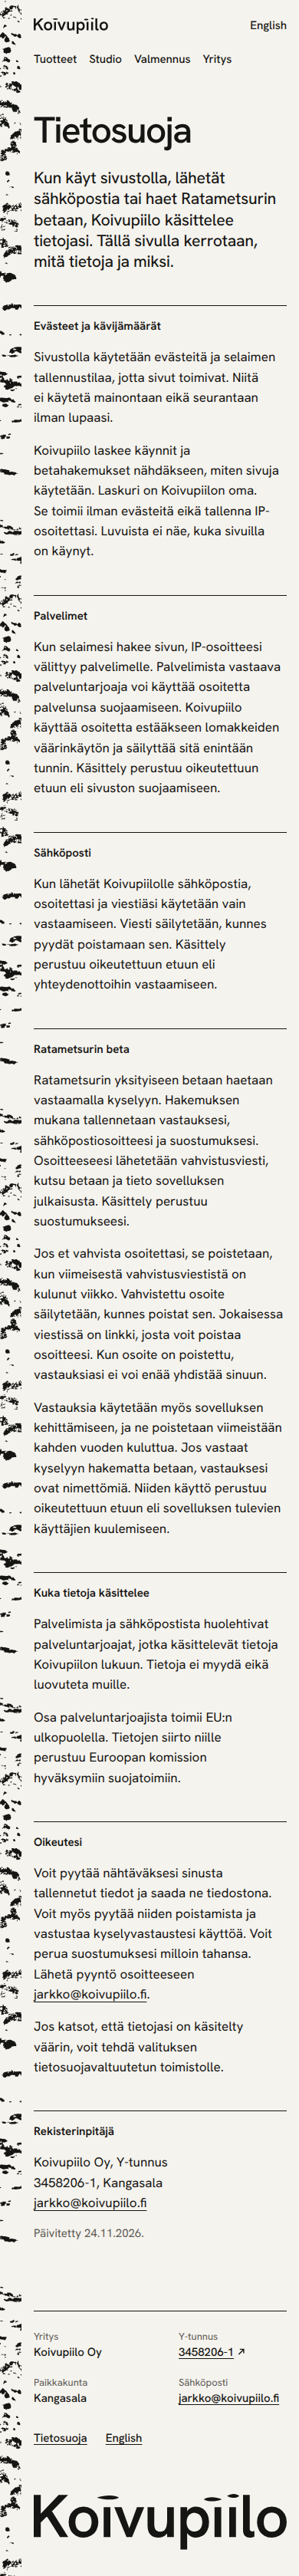 Koivupiilo
English
Tuotteet Studio Valmennus Yritys
Tietosuoja
Kun käyt sivustolla, lähetät
sähköpostia tai haet Ratametsurin
betaan, Koivupiilo käsittelee
tietojasi. Tällä sivulla kerrotaan,
mitä tietoja ja miksi.
Evästeet ja kävijämäärät
Sivustolla käytetään evästeitä ja selaimen
tallennustilaa, jotta sivut toimivat. Niitä
ei käytetä mainontaan eikä seurantaan
ilman lupaasi.
Koivupiilo laskee käynnit ja
betahakemukset nähdäkseen, miten sivuja
käytetään. Laskuri on Koivupiilon oma.
Se toimii ilman evästeitä eikä tallenna IP-
osoitettasi. Luvuista ei näe, kuka sivuilla
on käynyt.
Palvelimet
Kun selaimesi hakee sivun, IP-osoitteesi
välittyy palvelimelle. Palvelimista vastaava
palveluntarjoaja voi käyttää osoitetta
palvelunsa suojaamiseen. Koivupiilo
käyttää osoitetta estääkseen lomakkeiden
väärinkäytön ja säilyttää sitä enintään
tunnin. Käsittely perustuu oikeutettuun
etuun eli sivuston suojaamiseen.
Sähköposti
Kun lähetät Koivupiilolle sähköpostia,
osoitettasi ja viestiäsi käytetään vain
vastaamiseen. Viesti säilytetään, kunnes
pyydät poistamaan sen. Käsittely
perustuu oikeutettuun etuun eli
yhteydenottoihin vastaamiseen.
Ratametsurin beta
Ratametsurin yksityiseen betaan haetaan
vastaamalla kyselyyn. Hakemuksen
mukana tallennetaan vastauksesi,
sähköpostiosoitteesi ja suostumuksesi.
Osoitteeseesi lähetetään vahvistusviesti,
kutsu betaan ja tieto sovelluksen
julkaisusta. Käsittely perustuu
suostumukseesi.
Jos et vahvista osoitettasi, se poistetaan,
kun viimeisestä vahvistusviestistä on
kulunut viikko. Vahvistettu osoite
säilytetään, kunnes poistat sen. Jokaisessa
viestissä on linkki, josta voit poistaa
osoitteesi. Kun osoite on poistettu,
vastauksiasi ei voi enää yhdistää sinuun.
Vastauksia käytetään myös sovelluksen
kehittämiseen, ja ne poistetaan viimeistään
kahden vuoden kuluttua. Jos vastaat
kyselyyn hakematta betaan, vastauksesi
ovat nimettömiä. Niiden käyttö perustuu
oikeutettuun etuun eli sovelluksen tulevien
käyttäjien kuulemiseen.
Kuka tietoja käsittelee
Palvelimista ja sähköpostista huolehtivat
palveluntarjoajat, jotka käsittelevät tietoja
Koivupiilon lukuun. Tietoja ei myydä eikä
luovuteta muille.
Osa palveluntarjoajista toimii EU:n
ulkopuolella. Tietojen siirto niille
perustuu Euroopan komission
hyväksymiin suojatoimiin.
Oikeutesi
Voit pyytää nähtäväksesi sinusta
tallennetut tiedot ja saada ne tiedostona.
Voit myös pyytää niiden poistamista ja
vastustaa kyselyvastaustesi käyttöä. Voit
perua suostumuksesi milloin tahansa.
Lähetä pyyntö osoitteeseen
jarkko@koivupiilo.fi.
Jos katsot, että tietojasi on käsitelty
väärin, voit tehdä valituksen
tietosuojavaltuutetun toimistolle.
Rekisterinpitäjä
Koivupiilo Oy, Y-tunnus
3458206-1, Kangasala
jarkko@koivupiilo.fi
Päivitetty 24.11.2026.
Yritys
Koivupiilo Oy
Y-tunnus
3458206-1 ↗
Paikkakunta
Kangasala
Sähköposti
jarkko@koivupiilo.fi
Tietosuoja English
Koivupiilo